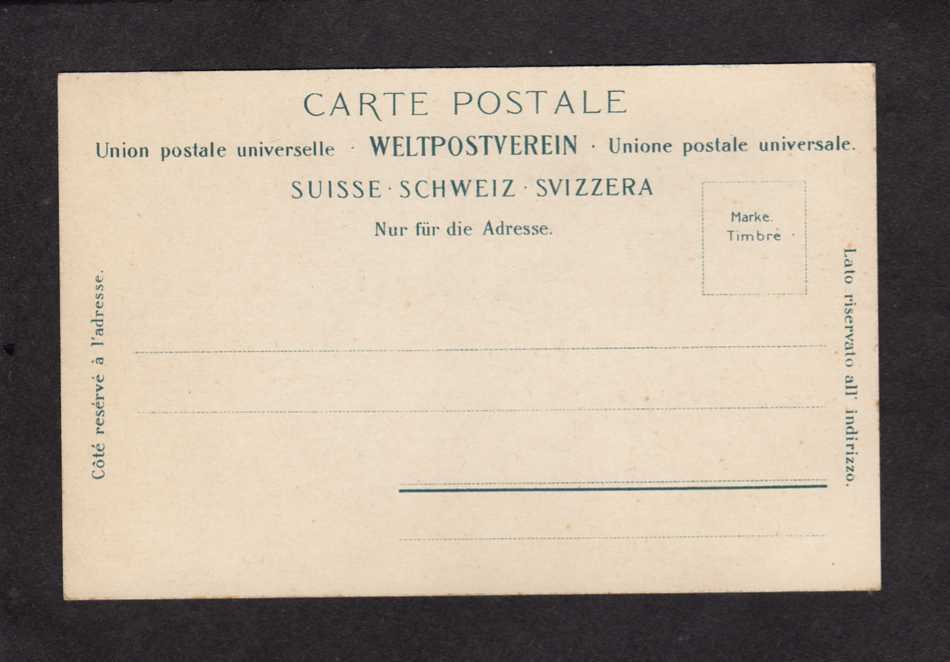 CARTE POSTALE
Union postale universelle · WELTPOSTVEREIN · Unione postale universale.
SUISSE · SCHWEIZ · SVIZZERA
Nur für die Adresse.
Marke.
Timbre
Côté resérvé à l'adresse.
Lato riservato all' indirizzo.